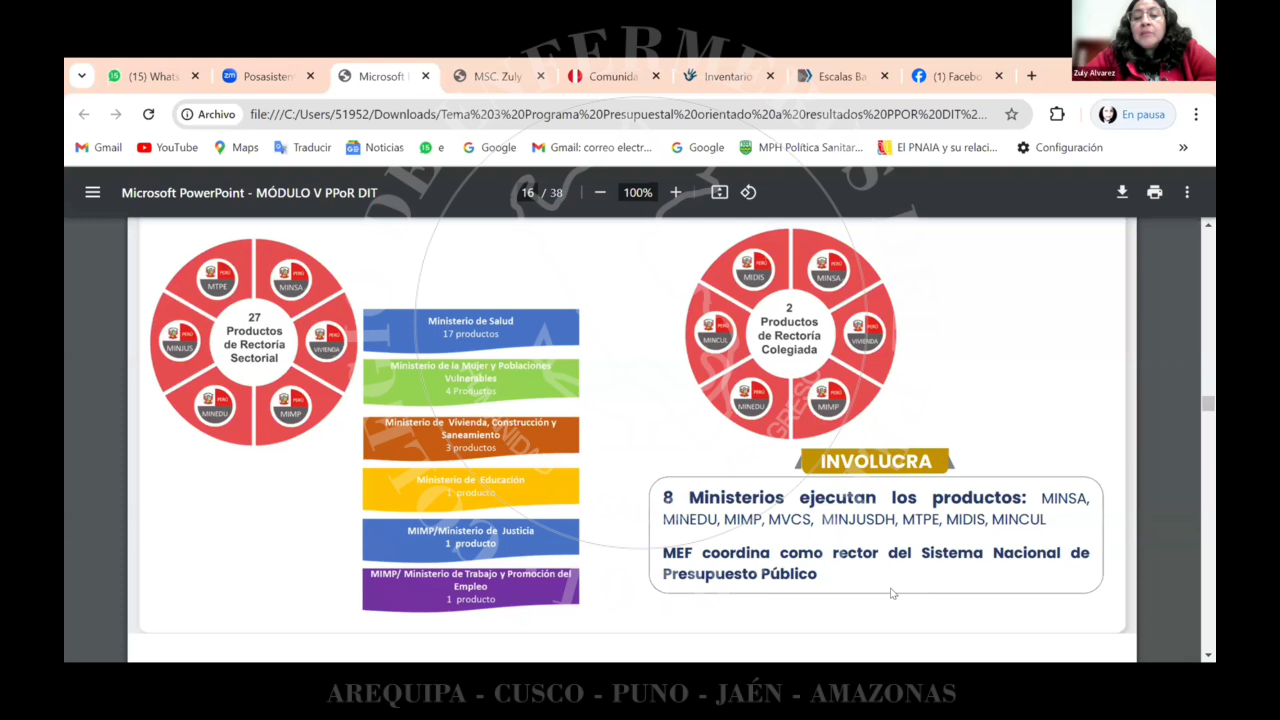 Zuly Alvarez
(15) Whats
Posasisten
Microsoft
MSC. Zuly
Comunida
Inventario
Escalas Ba
(1) Facebo
Archivo
file:///C:/Users/51952/Downloads/Tema%203%20Programa%20Presupuestal%20orientado%20a%20resultados%20PPOR%20DIT%2...
En pausa
Gmail
YouTube
Maps
Traducir
Noticias
e
Google
Gmail: correo electr...
Google
MPH Política Sanitar...
El PNAIA y su relaci...
Configuración
Microsoft PowerPoint - MÓDULO V PPoR DIT
16 / 38
100%
MTPE
MINSA
MINJUS
VIVIENDA
MINEDU
MIMP
27
Productos
de Rectoría
Sectorial
Ministerio de Salud
17 productos
Ministerio de la Mujer y Poblaciones
Vulnerables
4 Productos
Ministerio de Vivienda, Construcción y
Saneamiento
3 productos
Ministerio de Educación
1 producto
MIMP/Ministerio de Justicia
1 producto
MIMP/ Ministerio de Trabajo y Promoción del
Empleo
1 producto
MIDIS
MINSA
MINCUL
VIVIENDA
MINEDU
MIMP
2
Productos
de Rectoría
Colegiada
INVOLUCRA
8 Ministerios ejecutan los productos: MINSA,
MINEDU, MIMP, MVCS, MINJUSDH, MTPE, MIDIS, MINCUL
MEF coordina como rector del Sistema Nacional de
Presupuesto Público
AREQUIPA - CUSCO - PUNO - JAÉN - AMAZONAS